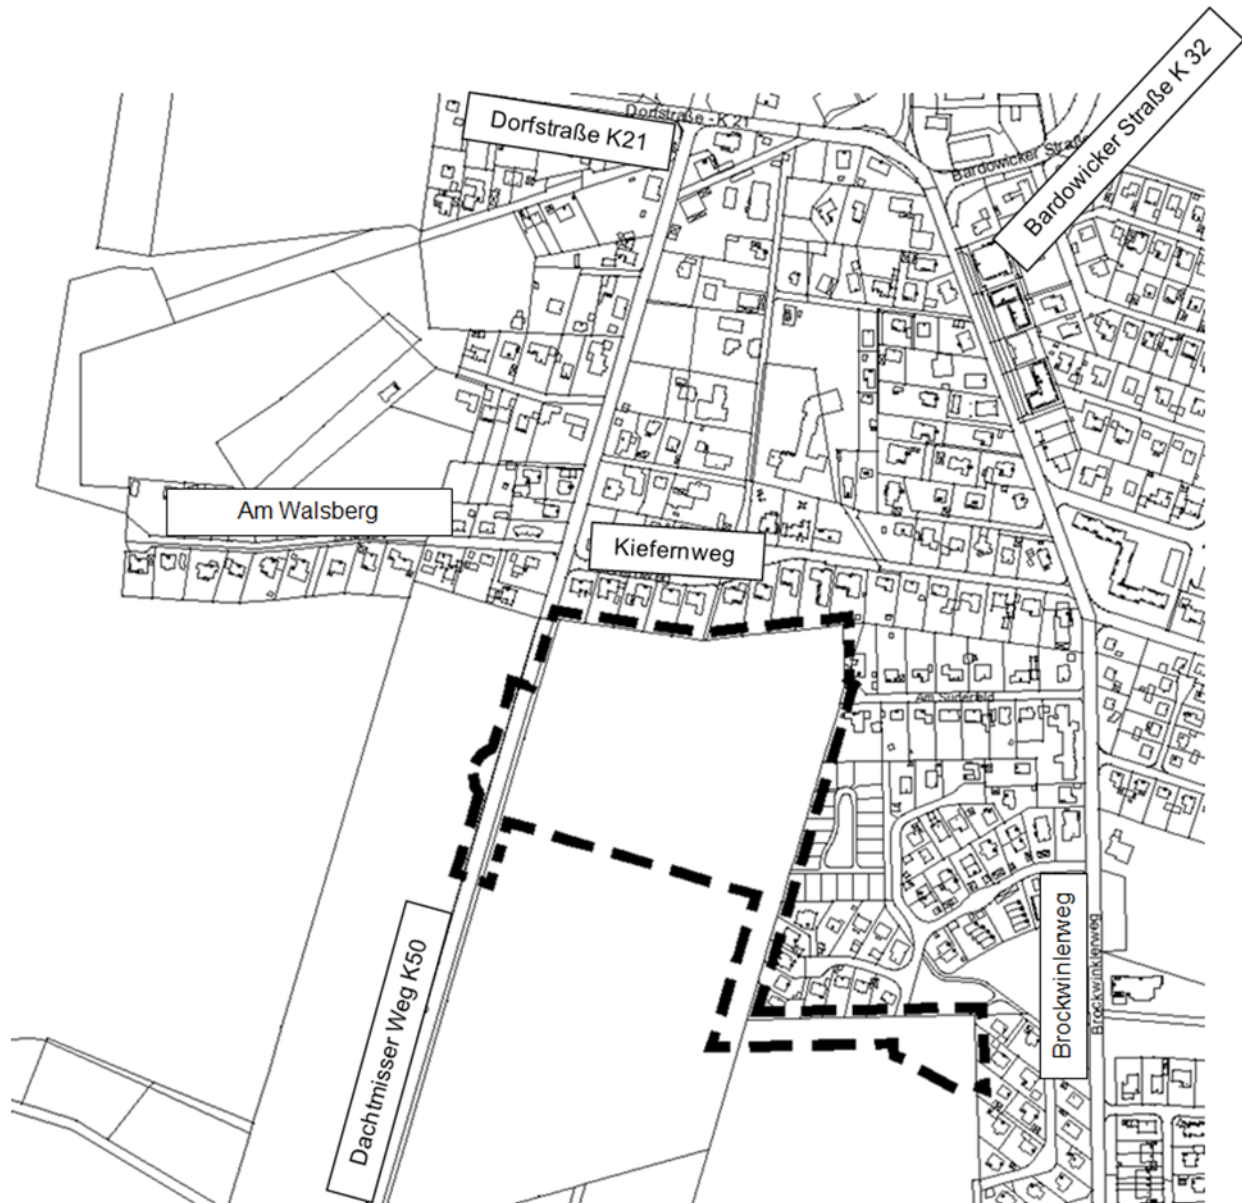 Bardowicker Straße K 32
Dorfstraße - K 21
Dorfstraße K21
Bardowicker Straße
Am Walsberg
Kiefernweg
Am Süderfeld
Brockwinlerweg
Brockwinklerweg
Dachtmisser Weg K50